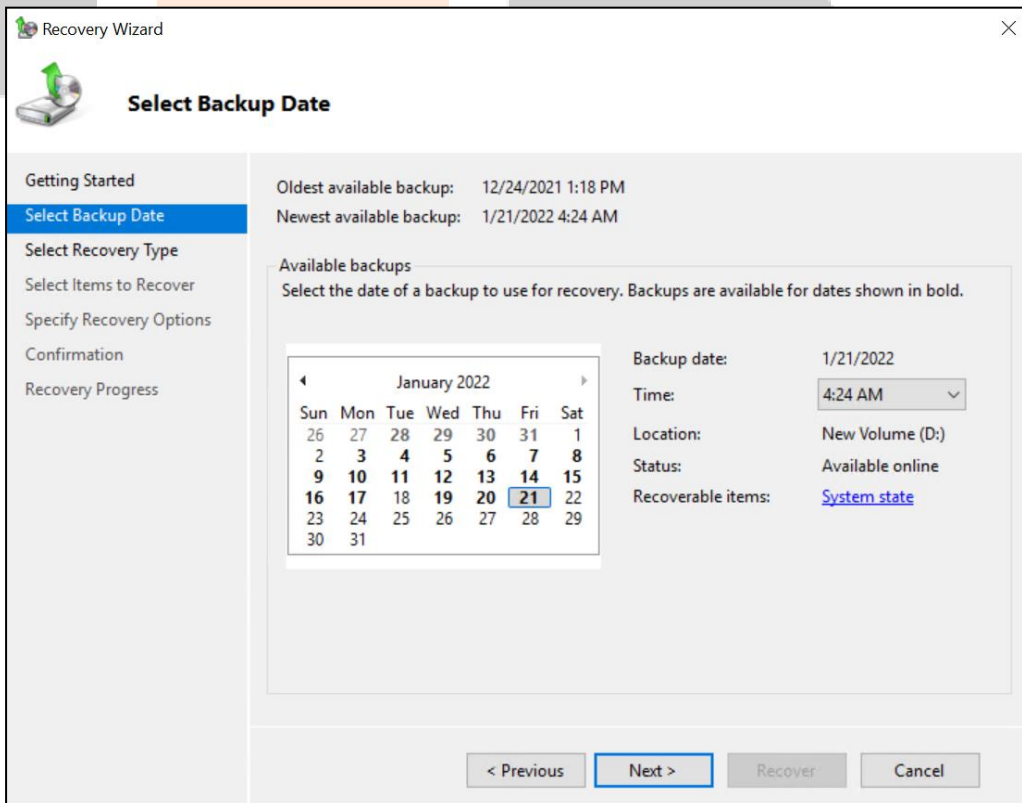 Recovery Wizard
Select Backup Date
Getting Started
Select Backup Date
Select Recovery Type
Select Items to Recover
Specify Recovery Options
Confirmation
Recovery Progress
Oldest available backup: 12/24/2021 1:18 PM
Newest available backup: 1/21/2022 4:24 AM
Available backups
Select the date of a backup to use for recovery. Backups are available for dates shown in bold.
January 2022
Sun Mon Tue Wed Thu Fri Sat
26 27 28 29 30 31 1
2 3 4 5 6 7 8
9 10 11 12 13 14 15
16 17 18 19 20 21 22
23 24 25 26 27 28 29
30 31
Backup date: 1/21/2022
Time: 4:24 AM
Location: New Volume (D:)
Status: Available online
Recoverable items: System state
< Previous Next > Recover Cancel